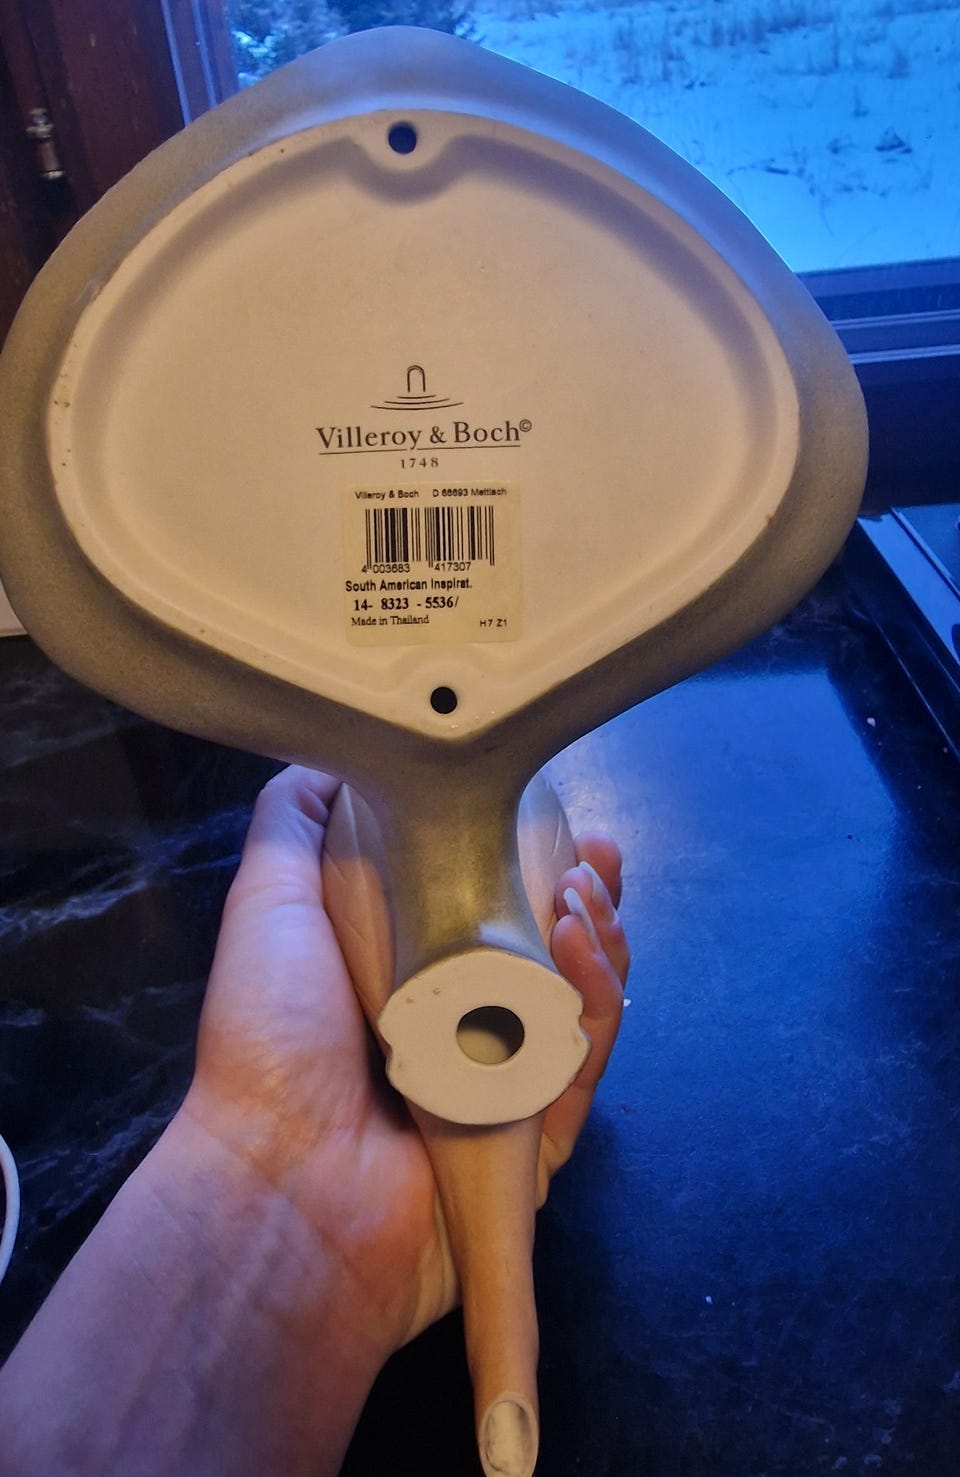 Villeroy & Boch©
1748
Villeroy & Boch D 66693 Mettlach
4 003683 417307
South American Inspirat.
14- 8323 - 5536/
Made in Thailand H7 Z1